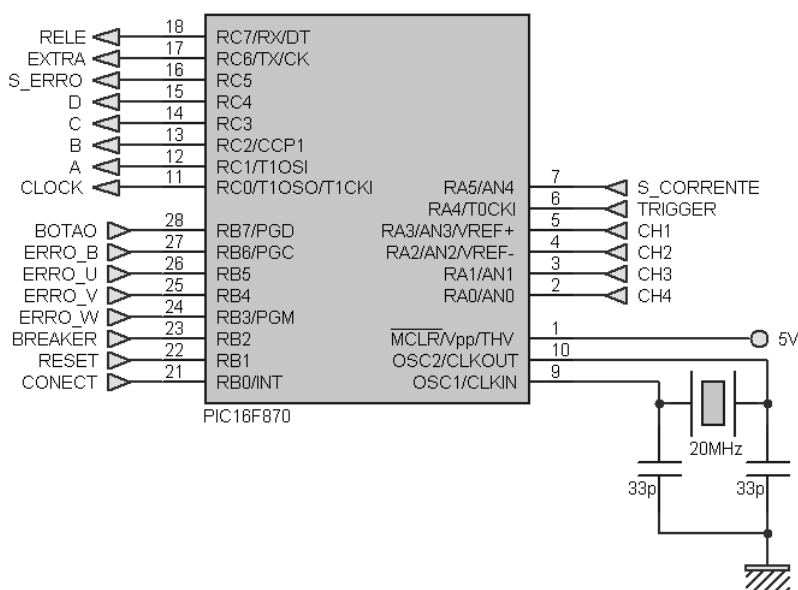 RELE 18 RC7/RX/DT
EXTRA 17 RC6/TX/CK
S_ERRO 16 RC5
D 15 RC4
C 14 RC3
B 13 RC2/CCP1
A 12 RC1/T1OSI
CLOCK 11 RC0/T1OSO/T1CKI
BOTAO 28 RB7/PGD
ERRO_B 27 RB6/PGC
ERRO_U 26 RB5
ERRO_V 25 RB4
ERRO_W 24 RB3/PGM
BREAKER 23 RB2
RESET 22 RB1
CONECT 21 RB0/INT
RA5/AN4 7 S_CORRENTE
RA4/T0CKI 6 TRIGGER
RA3/AN3/VREF+ 5 CH1
RA2/AN2/VREF- 4 CH2
RA1/AN1 3 CH3
RA0/AN0 2 CH4
MCLR/Vpp/THV 1 5V
OSC2/CLKOUT 10
OSC1/CLKIN 9
PIC16F870
20MHz
33p 33p